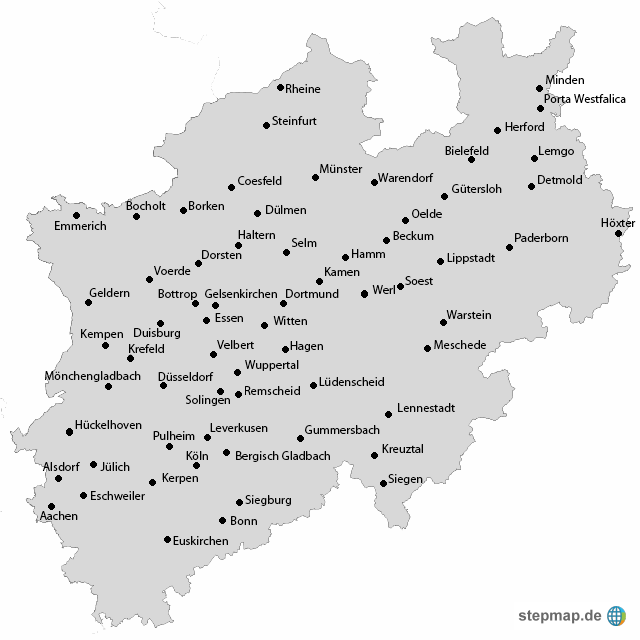 Minden
Rheine
Porta Westfalica
Steinfurt
Herford
Bielefeld
Lemgo
Münster
Warendorf
Coesfeld
Detmold
Gütersloh
Bocholt
Borken
Dülmen
Oelde
Emmerich
Höxter
Haltern
Beckum
Paderborn
Selm
Dorsten
Hamm
Lippstadt
Voerde
Kamen
Soest
Geldern
Bottrop
Gelsenkirchen
Dortmund
Werl
Essen
Witten
Warstein
Kempen
Duisburg
Velbert
Hagen
Meschede
Krefeld
Wuppertal
Mönchengladbach
Düsseldorf
Lüdenscheid
Solingen
Remscheid
Lennestadt
Hückelhoven
Pulheim
Leverkusen
Gummersbach
Kreuztal
Köln
Bergisch Gladbach
Alsdorf
Jülich
Kerpen
Siegen
Eschweiler
Siegburg
Aachen
Bonn
Euskirchen
stepmap.de